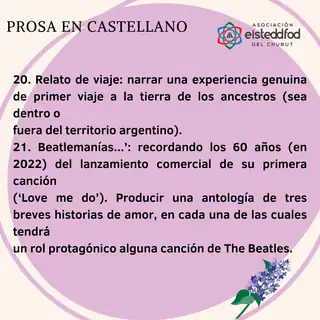 PROSA EN CASTELLANO
ASOCIACIÓN
eisteddfod
DEL CHUBUT
20. Relato de viaje: narrar una experiencia genuina
de primer viaje a la tierra de los ancestros (sea
dentro o
fuera del territorio argentino).
21. Beatlemanías...’: recordando los 60 años (en
2022) del lanzamiento comercial de su primera
canción
(‘Love me do’). Producir una antología de tres
breves historias de amor, en cada una de las cuales
tendrá
un rol protagónico alguna canción de The Beatles.